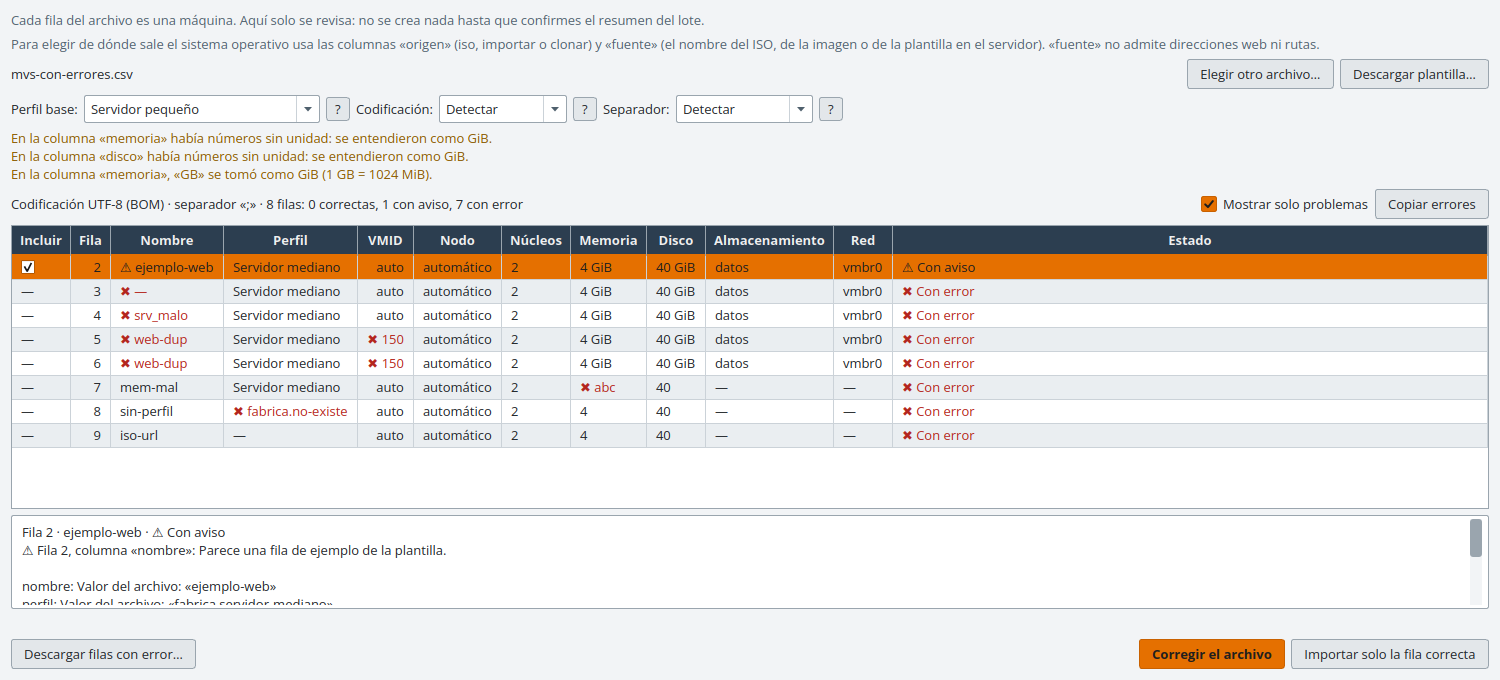 Cada fila del archivo es una máquina. Aquí solo se revisa: no se crea nada hasta que confirmes el resumen del lote.
Para elegir de dónde sale el sistema operativo usa las columnas «origen» (iso, importar o clonar) y «fuente» (el nombre del ISO, de la imagen o de la plantilla en el servidor). «fuente» no admite direcciones web ni rutas.
mvs-con-errores.csv Elegir otro archivo... Descargar plantilla...
Perfil base: Servidor pequeño ? Codificación: Detectar ? Separador: Detectar ?
En la columna «memoria» había números sin unidad: se entendieron como GiB.
En la columna «disco» había números sin unidad: se entendieron como GiB.
En la columna «memoria», «GB» se tomó como GiB (1 GB = 1024 MiB).
Codificación UTF-8 (BOM) · separador «;» · 8 filas: 0 correctas, 1 con aviso, 7 con error Mostrar solo problemas Copiar errores
Incluir Fila Nombre Perfil VMID Nodo Núcleos Memoria Disco Almacenamiento Red Estado
2 ⚠ ejemplo-web Servidor mediano auto automático 2 4 GiB 40 GiB datos vmbr0 ⚠ Con aviso
— 3 ✖ — Servidor mediano auto automático 2 4 GiB 40 GiB datos vmbr0 ✖ Con error
— 4 ✖ srv_malo Servidor mediano auto automático 2 4 GiB 40 GiB datos vmbr0 ✖ Con error
— 5 ✖ web-dup Servidor mediano ✖ 150 automático 2 4 GiB 40 GiB datos vmbr0 ✖ Con error
— 6 ✖ web-dup Servidor mediano ✖ 150 automático 2 4 GiB 40 GiB datos vmbr0 ✖ Con error
— 7 mem-mal Servidor mediano auto automático 2 ✖ abc 40 — — ✖ Con error
— 8 sin-perfil ✖ fabrica.no-existe auto automático 2 4 40 — — ✖ Con error
— 9 iso-url — auto automático 2 4 40 — — ✖ Con error
Fila 2 · ejemplo-web · ⚠ Con aviso
⚠ Fila 2, columna «nombre»: Parece una fila de ejemplo de la plantilla.
nombre: Valor del archivo: «ejemplo-web»
perfil: Valor del archivo: «fabrica.servidor-mediano»
Descargar filas con error... Corregir el archivo Importar solo la fila correcta